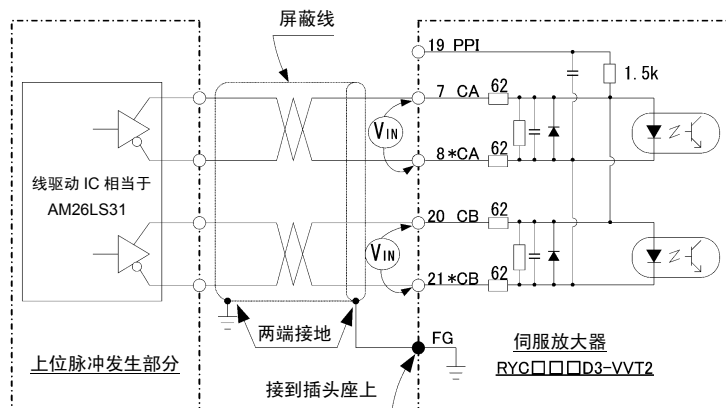 屏蔽线
19 PPI
1.5k
7 CA 62
VIN
8 *CA 62
线驱动 IC 相当于
AM26LS31
20 CB 62
VIN
21 *CB 62
两端接地
FG
上位脉冲发生部分
伺服放大器
RYC□□□D3-VVT2
接到插头座上